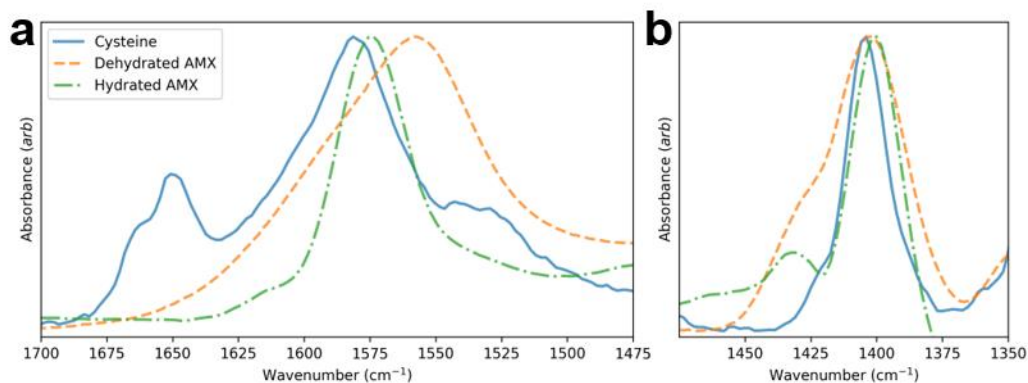 a
Cysteine
Dehydrated AMX
Hydrated AMX
Absorbance (arb)
1700 1675 1650 1625 1600 1575 1550 1525 1500 1475
Wavenumber (cm⁻¹)
b
Absorbance (arb)
1450 1425 1400 1375 1350
Wavenumber (cm⁻¹)